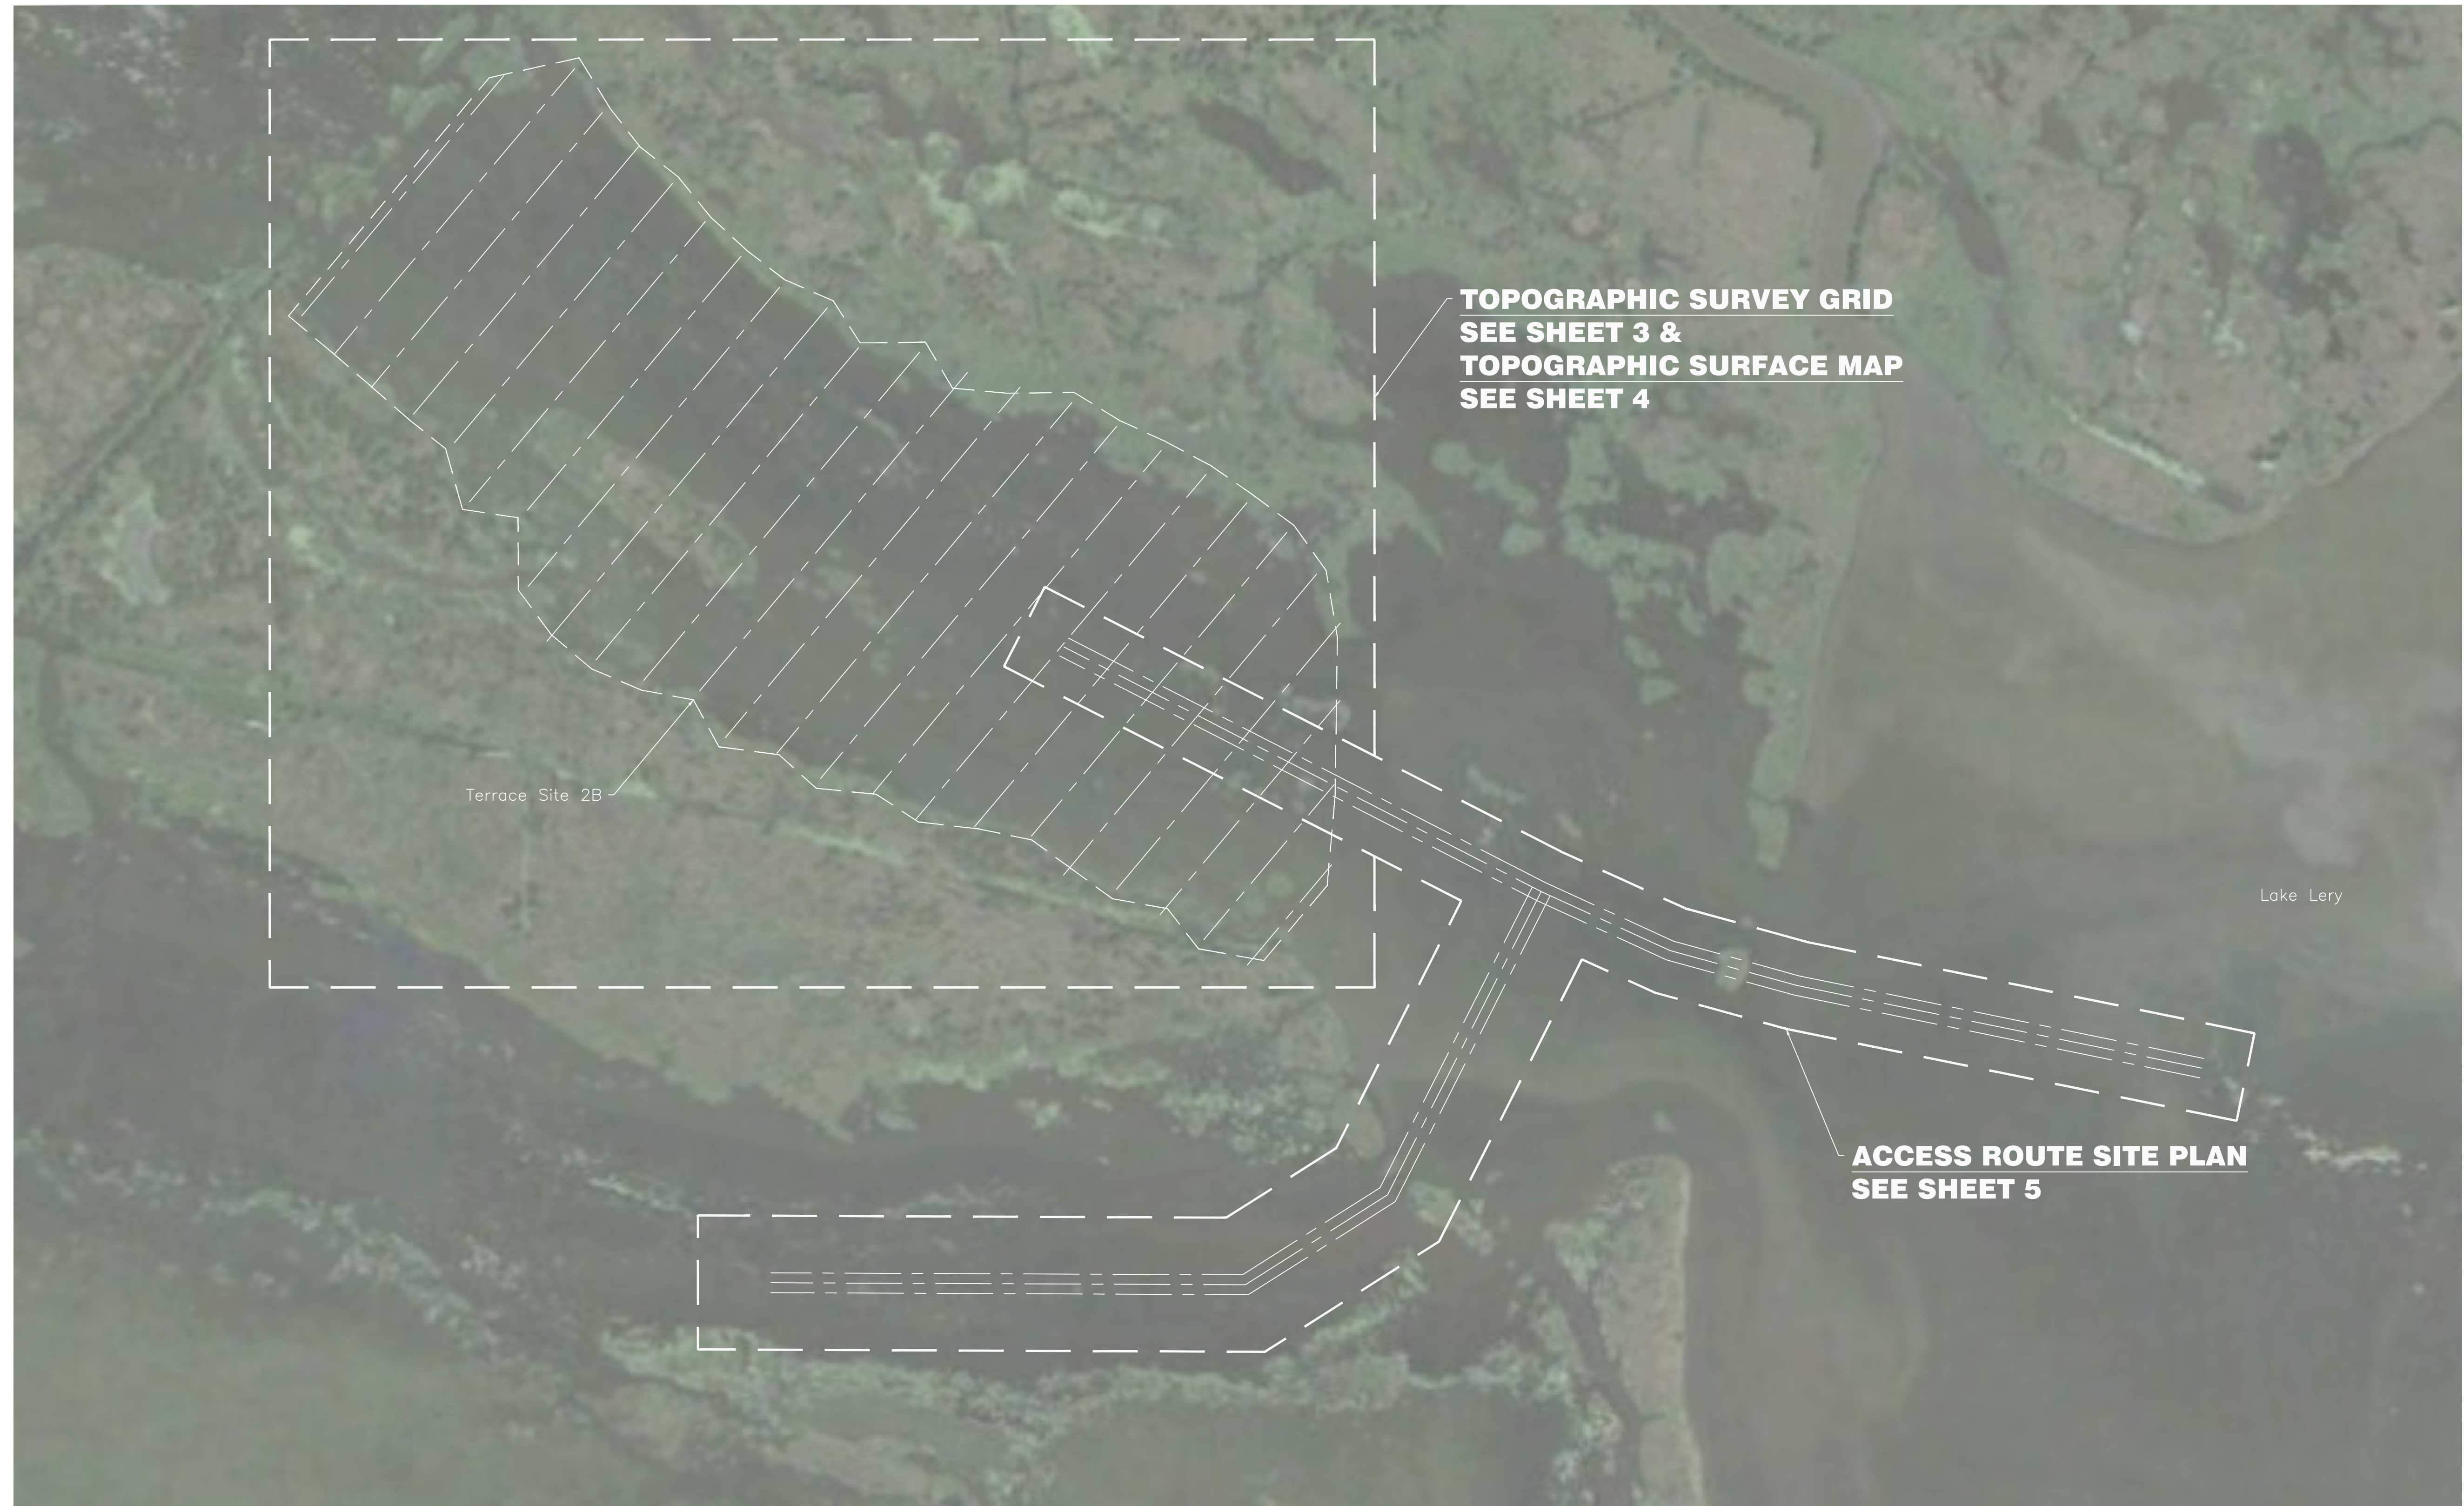 TOPOGRAPHIC SURVEY GRID
SEE SHEET 3 &
TOPOGRAPHIC SURFACE MAP
SEE SHEET 4
Terrace Site 2B
Lake Lery
ACCESS ROUTE SITE PLAN
SEE SHEET 5